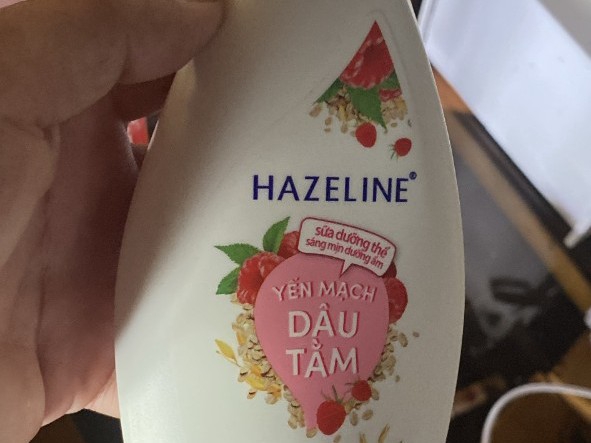 HAZELINE®
sữa dưỡng thể
sáng mịn dưỡng ẩm
YẾN MẠCH
DÂU
TẰM